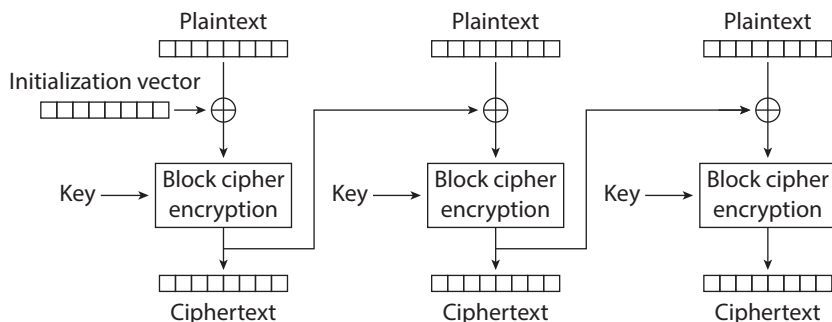 Plaintext
Plaintext
Plaintext
Initialization vector
Key
Block cipher
encryption
Key
Block cipher
encryption
Key
Block cipher
encryption
Ciphertext
Ciphertext
Ciphertext